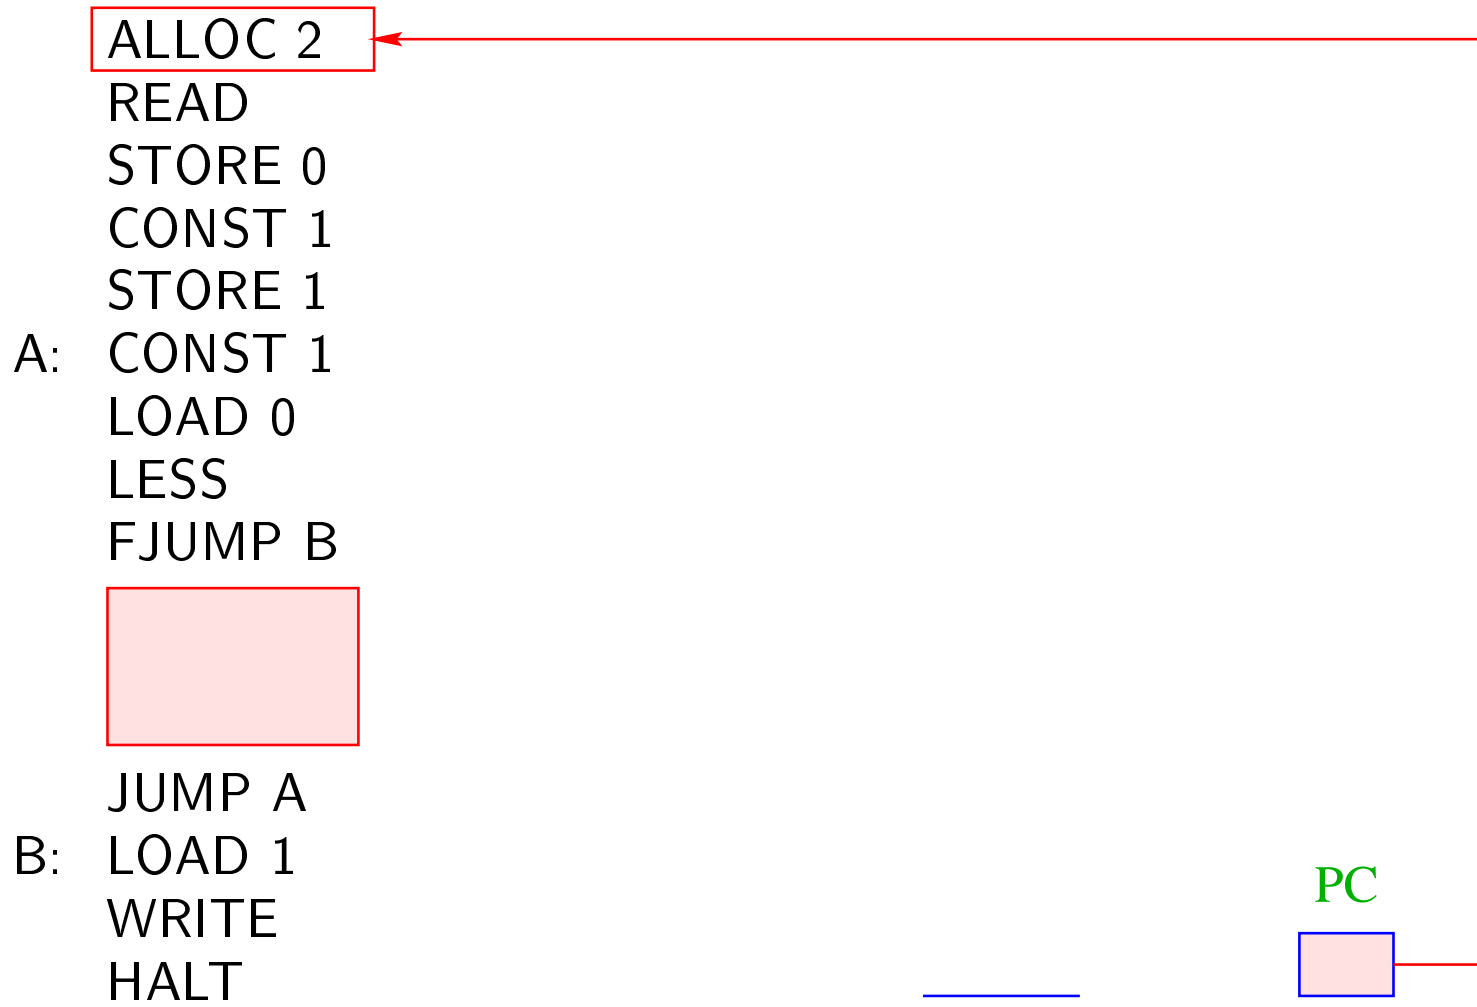 ALLOC 2
READ
STORE 0
CONST 1
STORE 1
A: CONST 1
LOAD 0
LESS
FJUMP B
JUMP A
B: LOAD 1
PC
WRITE
HALT